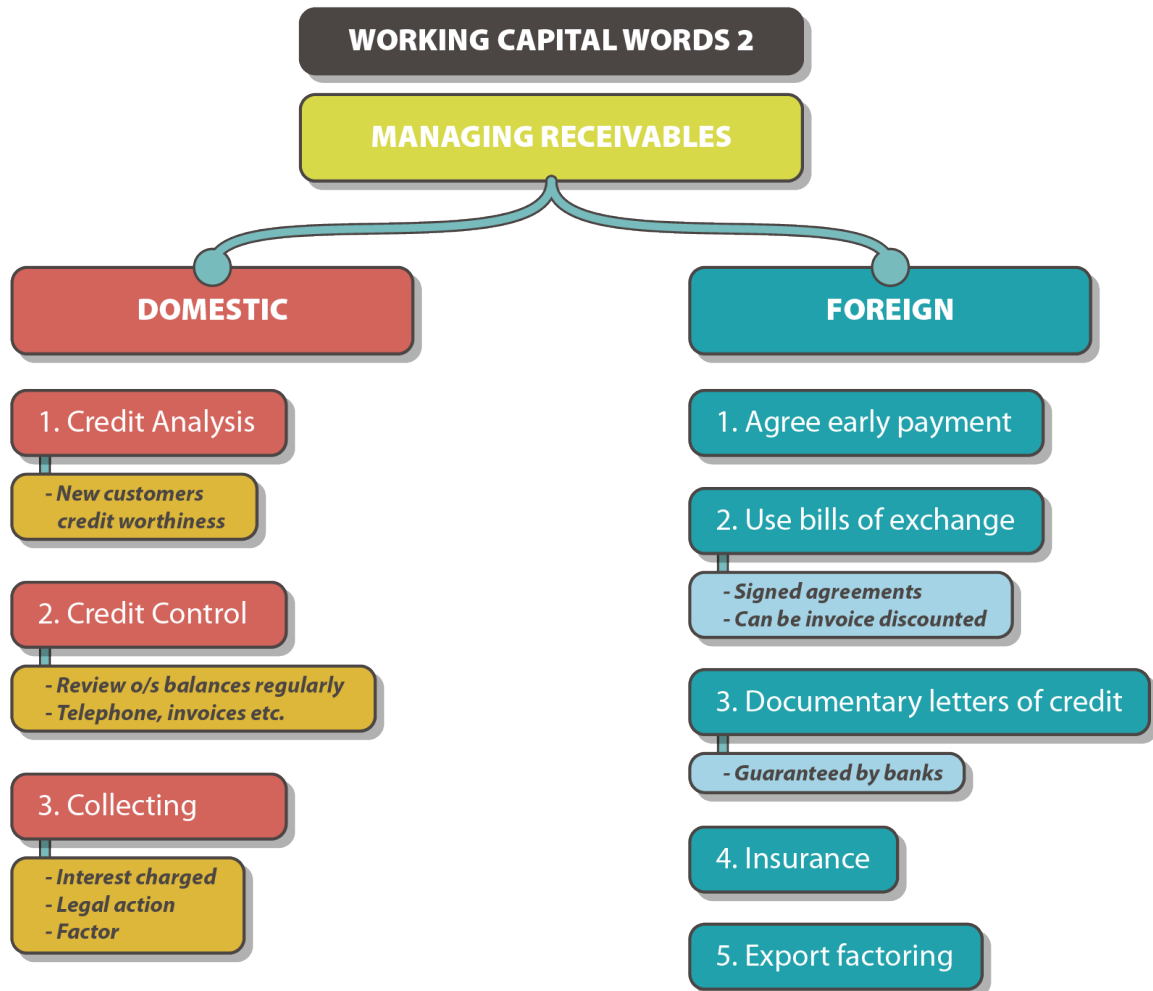 WORKING CAPITAL WORDS 2
MANAGING RECEIVABLES
DOMESTIC
1. Credit Analysis
- New customers
credit worthiness
2. Credit Control
- Review o/s balances regularly
- Telephone, invoices etc.
3. Collecting
- Interest charged
- Legal action
- Factor
FOREIGN
1. Agree early payment
2. Use bills of exchange
- Signed agreements
- Can be invoice discounted
3. Documentary letters of credit
- Guaranteed by banks
4. Insurance
5. Export factoring